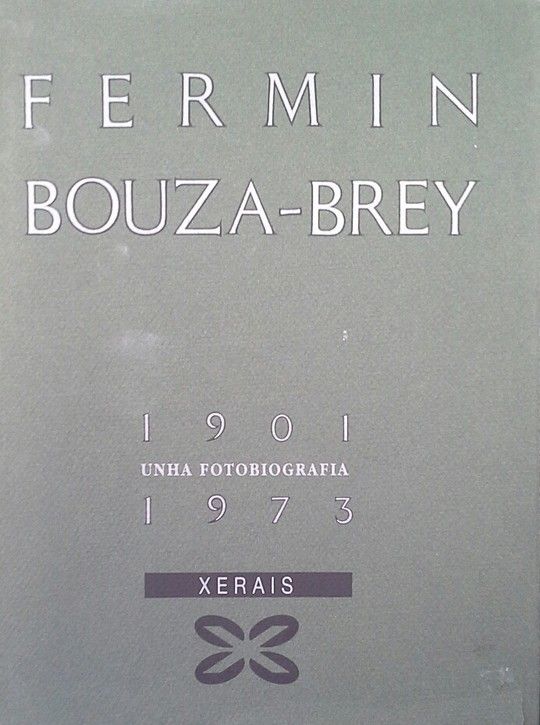 FERMIN
BOUZA-BREY
1901
UNHA FOTOBIOGRAFIA
1973
XERAIS